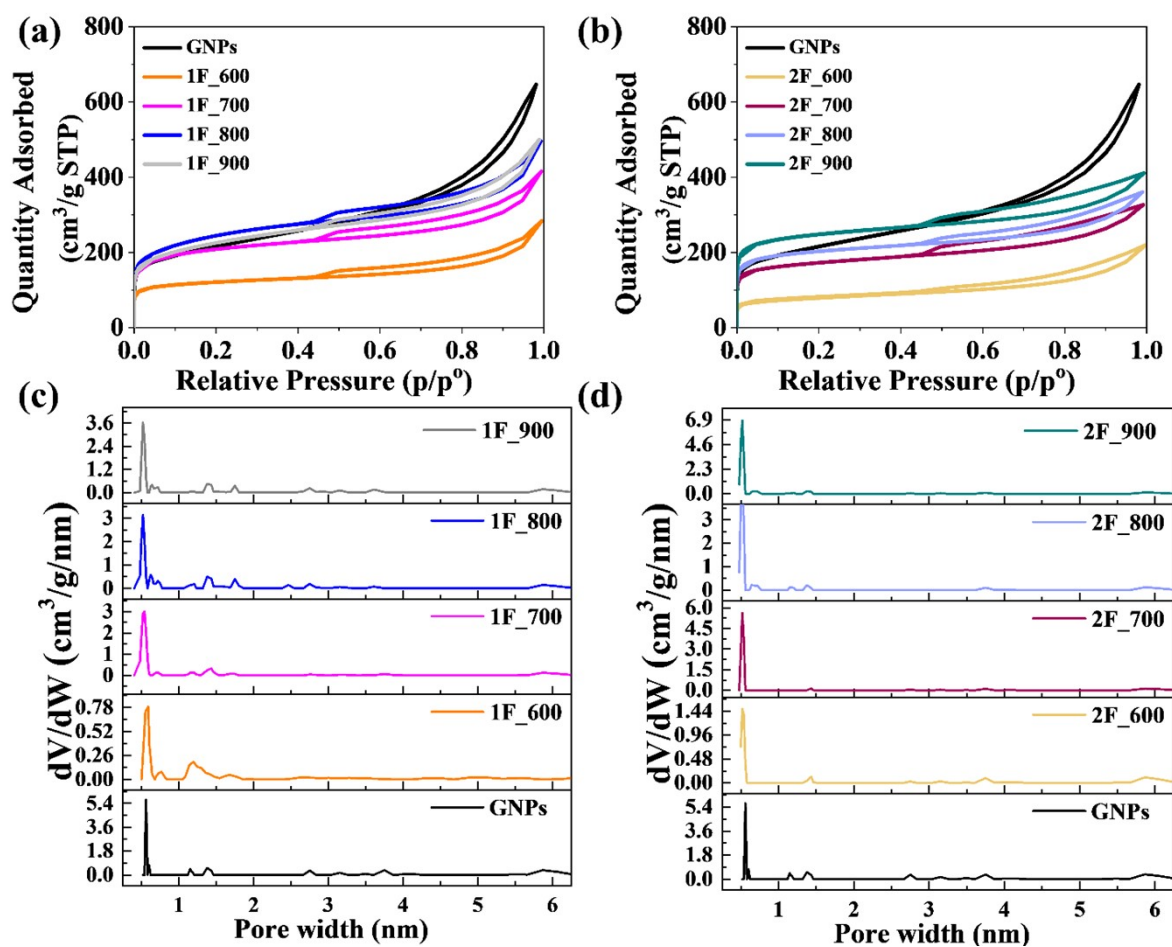 (a)
800
600
400
200
0
Quantity Adsorbed
(cm³/g STP)
GNPs
1F_600
1F_700
1F_800
1F_900
0.0 0.2 0.4 0.6 0.8 1.0
Relative Pressure (p/pº)
(b)
800
600
400
200
0
Quantity Adsorbed
(cm³/g STP)
GNPs
2F_600
2F_700
2F_800
2F_900
0.0 0.2 0.4 0.6 0.8 1.0
Relative Pressure (p/pº)
(c)
dV/dW (cm³/g/nm)
3.6
2.4
1.2
0.0
1F_900
3
2
1
0
1F_800
3
2
1
0
1F_700
0.78
0.52
0.26
0.00
1F_600
5.4
3.6
1.8
0.0
GNPs
1 2 3 4 5 6
Pore width (nm)
(d)
dV/dW (cm³/g/nm)
6.9
4.6
2.3
0.0
2F_900
3
2
1
0
2F_800
6.0
4.5
3.0
1.5
0.0
2F_700
1.44
0.96
0.48
0.00
2F_600
5.4
3.6
1.8
0.0
GNPs
1 2 3 4 5 6
Pore width (nm)